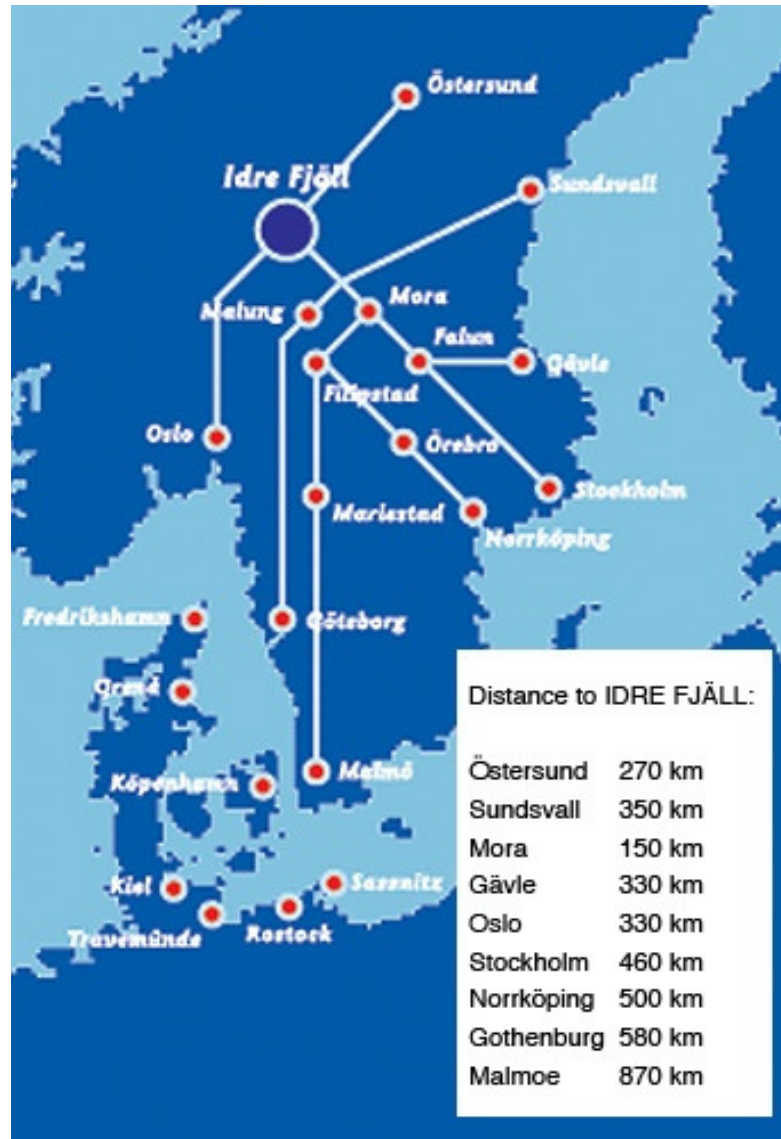 Östersund
Idre Fjäll
Sundsvall
Malung
Mora
Falun
Gävle
Filipstad
Oslo
Örebro
Stockholm
Mariestad
Norrköping
Fredrikshamn
Göteborg
Grenå
Köpenhamn
Malmö
Kiel
Sassnitz
Travemünde
Rostock
Distance to IDRE FJÄLL:
Östersund 270 km
Sundsvall 350 km
Mora 150 km
Gävle 330 km
Oslo 330 km
Stockholm 460 km
Norrköping 500 km
Gothenburg 580 km
Malmoe 870 km